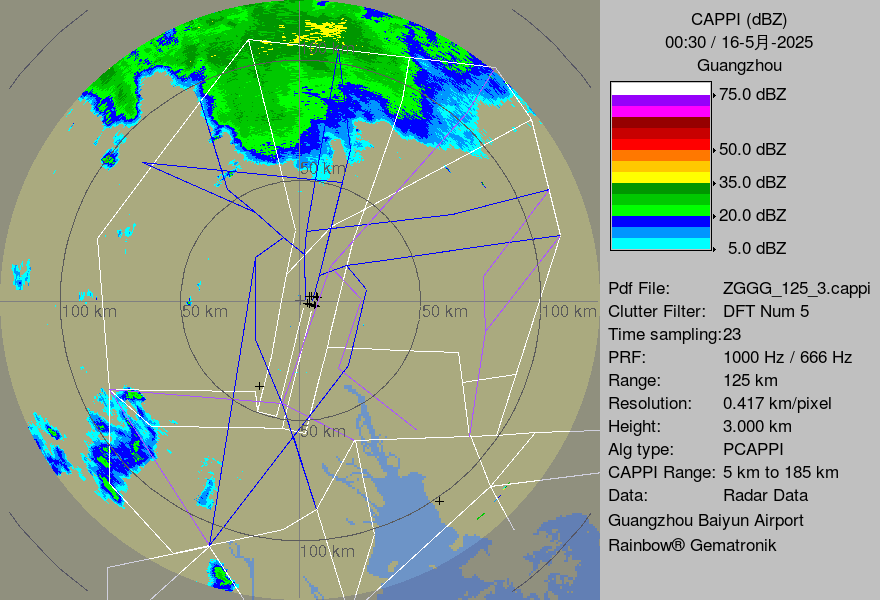 CAPPI (dBZ)
00:30 / 16-5月-2025
Guangzhou
75.0 dBZ
50.0 dBZ
35.0 dBZ
20.0 dBZ
5.0 dBZ
50 km
100 km
50 km
50 km
100 km
50 km
100 km
Pdf File: ZGGG_125_3.cappi
Clutter Filter: DFT Num 5
Time sampling:23
PRF: 1000 Hz / 666 Hz
Range: 125 km
Resolution: 0.417 km/pixel
Height: 3.000 km
Alg type: PCAPPI
CAPPI Range: 5 km to 185 km
Data: Radar Data
Guangzhou Baiyun Airport
Rainbow® Gematronik